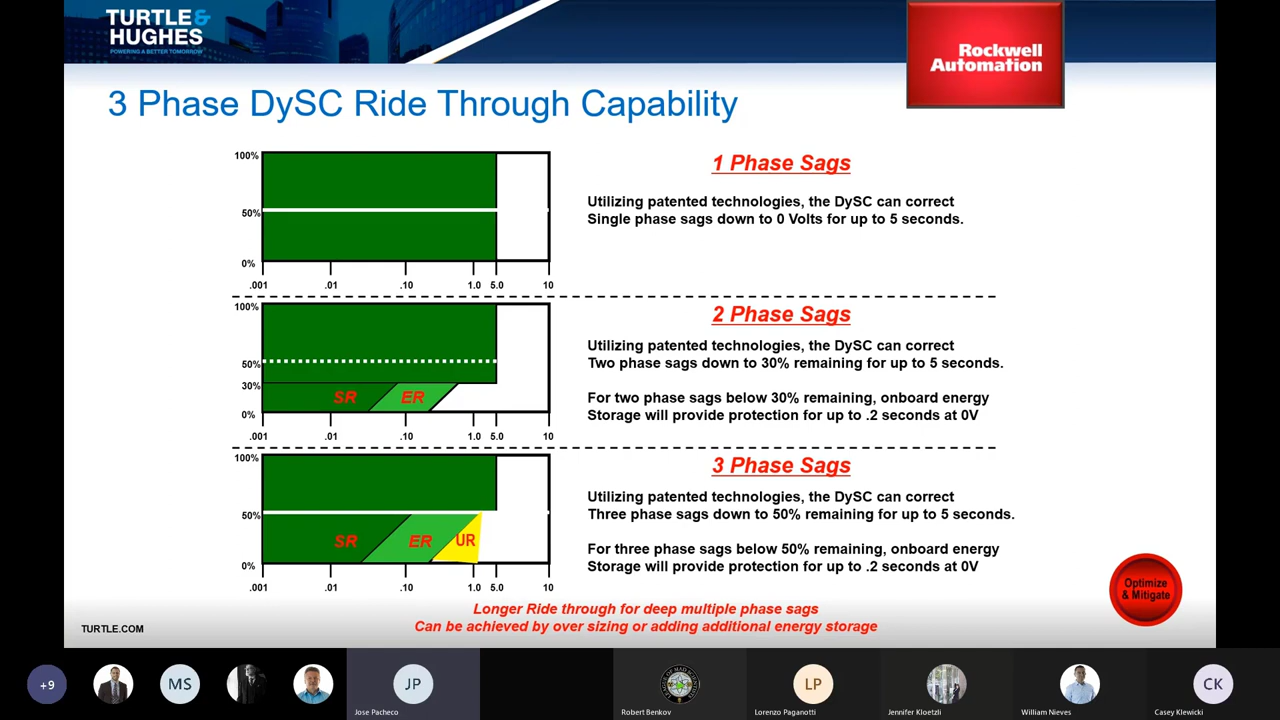 TURTLE&
HUGHES
POWERING A BETTER TOMORROW
Rockwell
Automation
3 Phase DySC Ride Through Capability
100%
50%
0%
.001 .01 .10 1.0 5.0 10
1 Phase Sags
Utilizing patented technologies, the DySC can correct
Single phase sags down to 0 Volts for up to 5 seconds.
100%
50%
30%
0%
SR ER
.001 .01 .10 1.0 5.0 10
2 Phase Sags
Utilizing patented technologies, the DySC can correct
Two phase sags down to 30% remaining for up to 5 seconds.
For two phase sags below 30% remaining, onboard energy
Storage will provide protection for up to .2 seconds at 0V
100%
50%
0%
SR ER UR
.001 .01 .10 1.0 5.0 10
3 Phase Sags
Utilizing patented technologies, the DySC can correct
Three phase sags down to 50% remaining for up to 5 seconds.
For three phase sags below 50% remaining, onboard energy
Storage will provide protection for up to .2 seconds at 0V
Optimize
& Mitigate
Longer Ride through for deep multiple phase sags
Can be achieved by over sizing or adding additional energy storage
TURTLE.COM
+9 MS JP LP CK
Jose Pacheco Robert Benkov Lorenzo Paganotti Jennifer Kloetzli William Nieves Casey Klewicki